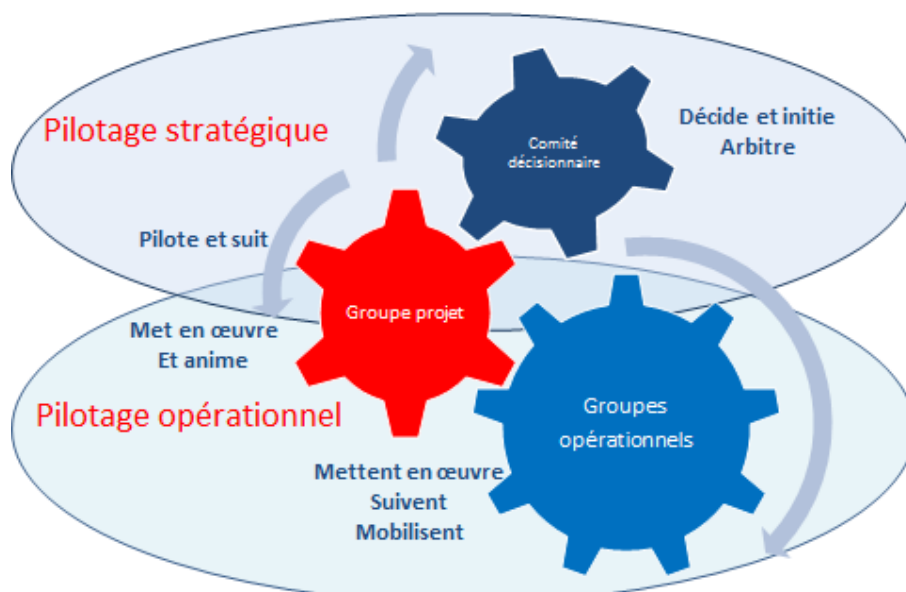 Pilotage stratégique
Comité
décisionnaire
Décide et initie
Arbitre
Pilote et suit
Groupe projet
Met en œuvre
Et anime
Pilotage opérationnel
Groupes
opérationnels
Mettent en œuvre
Suivent
Mobilisent